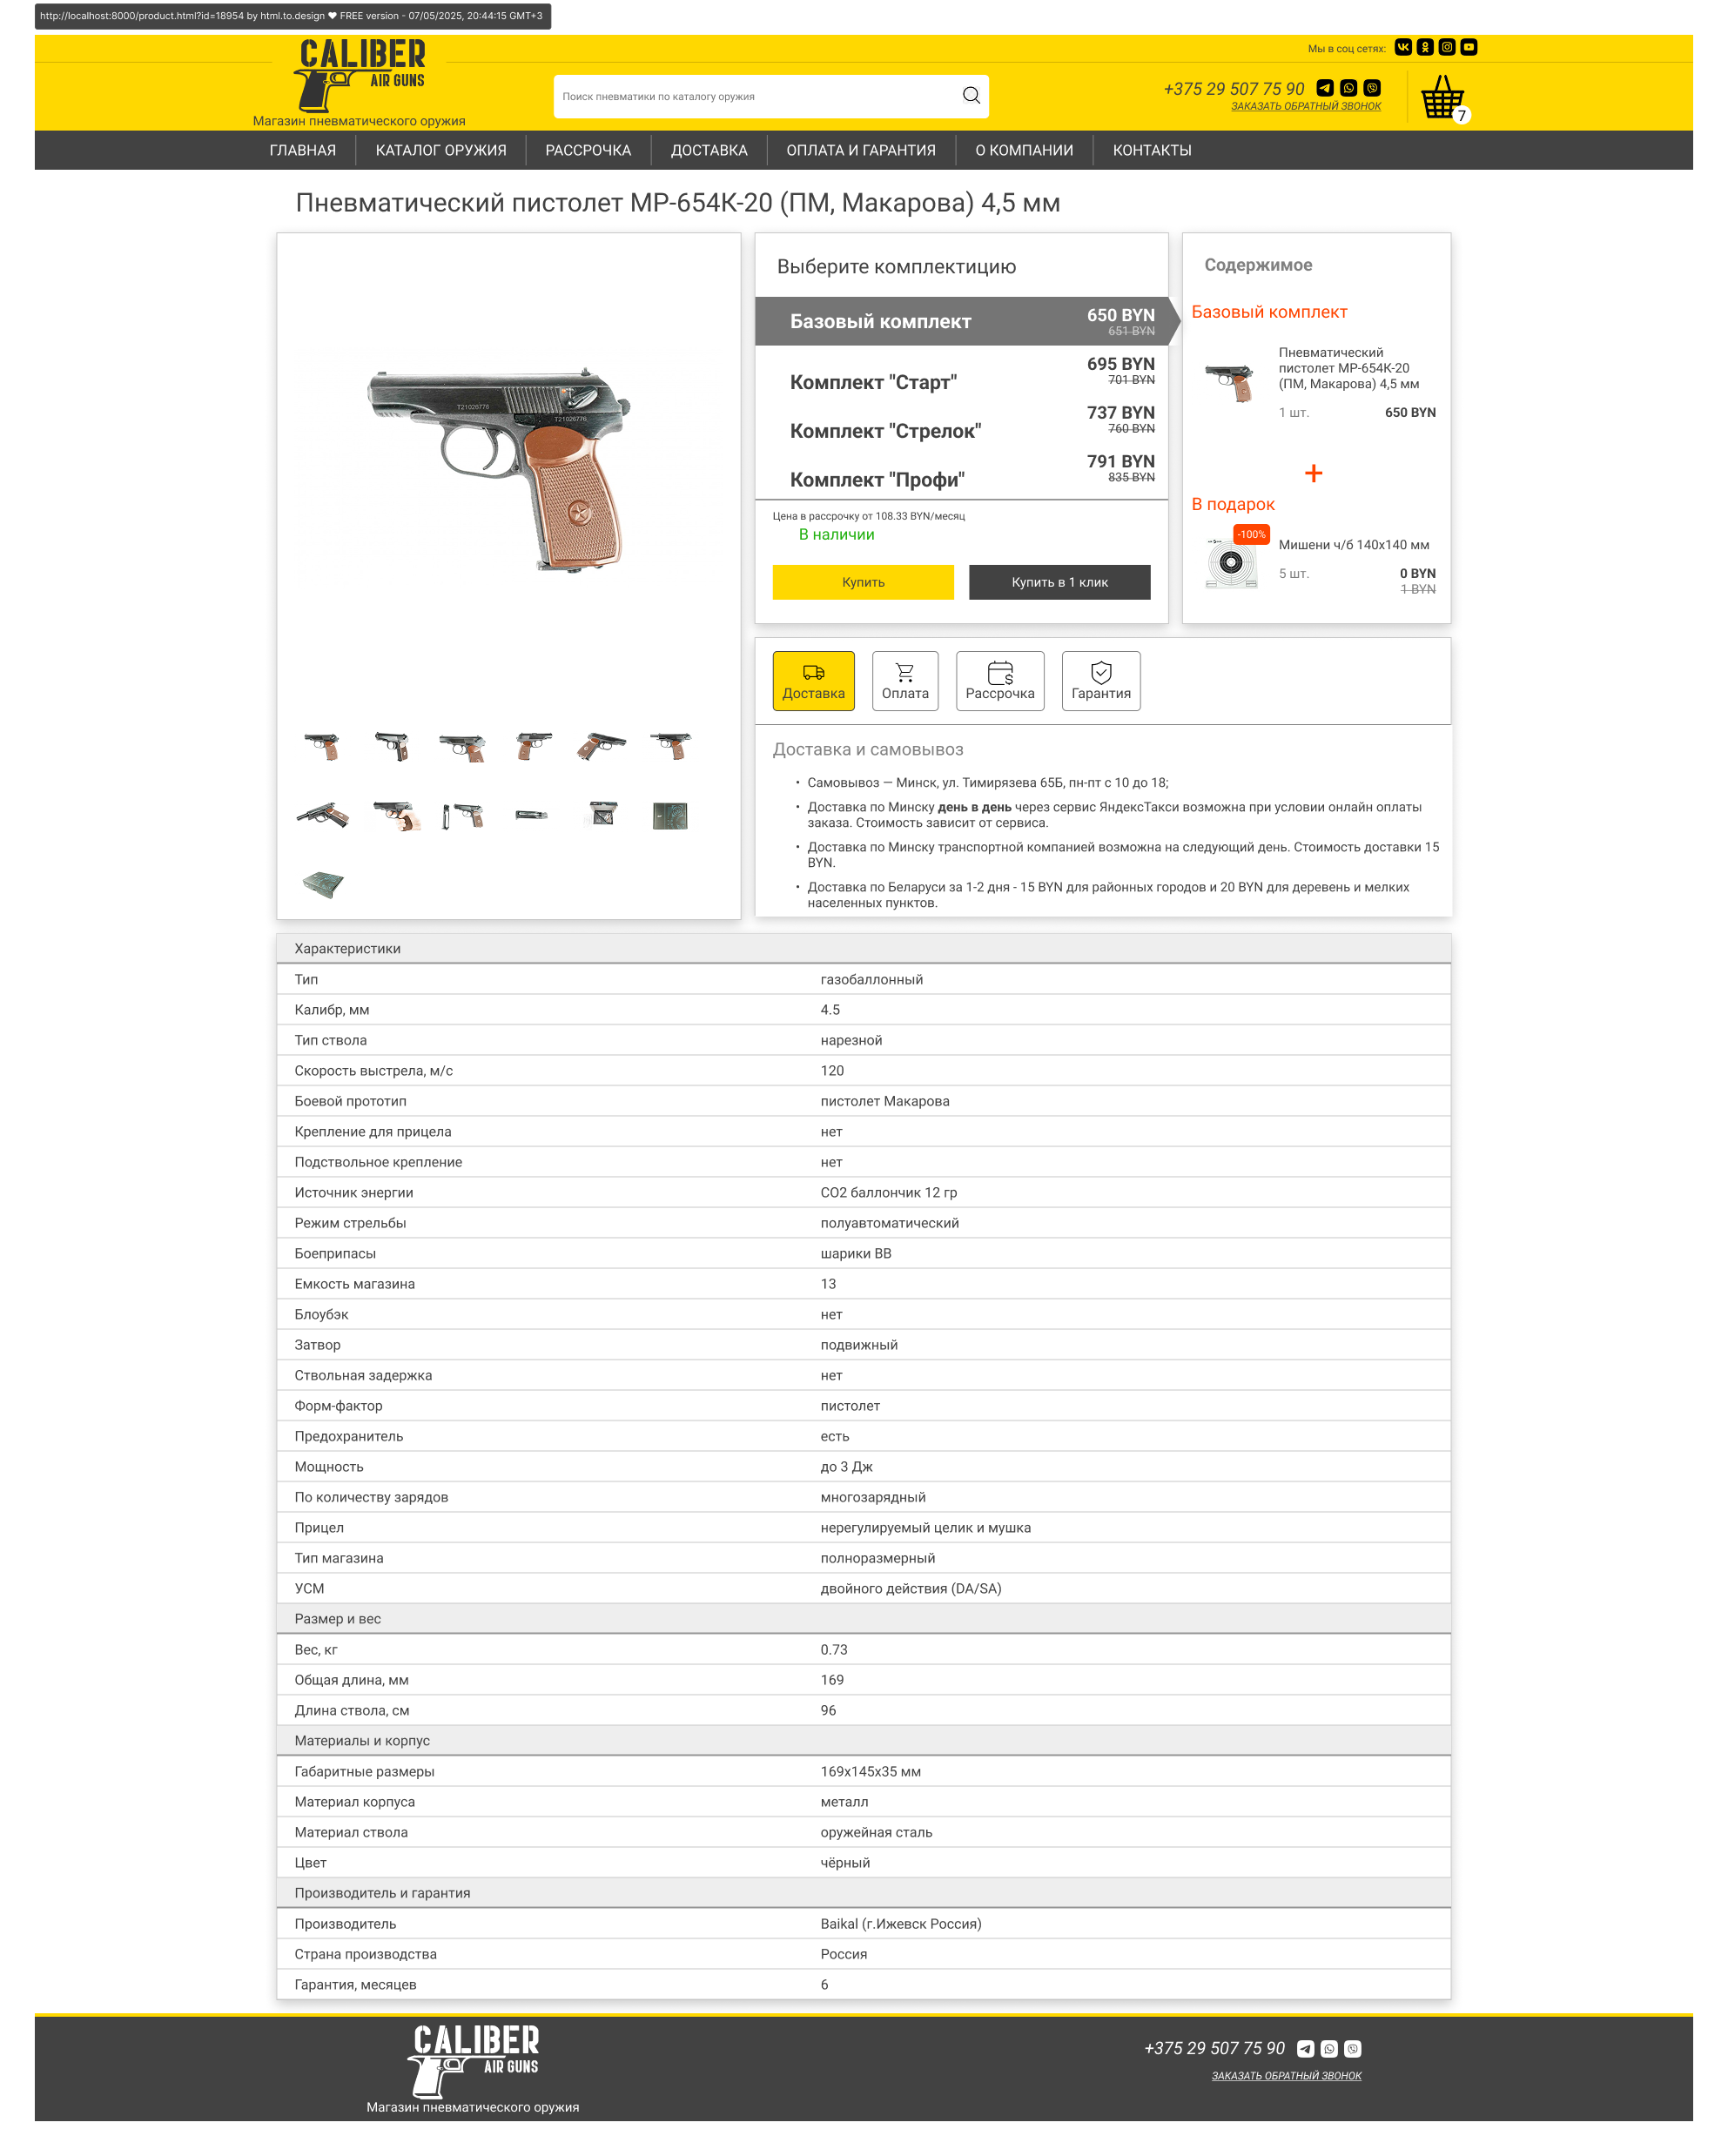 http://localhost:8000/product.html?id=18954 by html.to.design ❤ FREE version - 07/05/2025, 20:44:15 GMT+3
Мы в соц сетях:
CALIBER
AIR GUNS
Магазин пневматического оружия
Поиск пневматики по каталогу оружия
+375 29 507 75 90
ЗАКАЗАТЬ ОБРАТНЫЙ ЗВОНОК
7
ГЛАВНАЯ КАТАЛОГ ОРУЖИЯ РАССРОЧКА ДОСТАВКА ОПЛАТА И ГАРАНТИЯ О КОМПАНИИ КОНТАКТЫ
Пневматический пистолет МР-654К-20 (ПМ, Макарова) 4,5 мм
T21026776
T21026776
Выберите комплектицию
Базовый комплект 650 BYN
651 BYN
Комплект "Старт" 695 BYN
701 BYN
Комплект "Стрелок" 737 BYN
760 BYN
Комплект "Профи" 791 BYN
835 BYN
Цена в рассрочку от 108.33 BYN/месяц
В наличии
Купить Купить в 1 клик
Содержимое
Базовый комплект
Пневматический
пистолет МР-654К-20
(ПМ, Макарова) 4,5 мм
1 шт. 650 BYN
+
В подарок
-100%
Мишени ч/б 140х140 мм
5 шт. 0 BYN
1 BYN
Доставка Оплата Рассрочка Гарантия
Доставка и самовывоз
• Самовывоз — Минск, ул. Тимирязева 65Б, пн-пт с 10 до 18;
• Доставка по Минску день в день через сервис ЯндексТакси возможна при условии онлайн оплаты
заказа. Стоимость зависит от сервиса.
• Доставка по Минску транспортной компанией возможна на следующий день. Стоимость доставки 15
BYN.
• Доставка по Беларуси за 1-2 дня - 15 BYN для районных городов и 20 BYN для деревень и мелких
населенных пунктов.
Характеристики
Тип газобаллонный
Калибр, мм 4.5
Тип ствола нарезной
Скорость выстрела, м/с 120
Боевой прототип пистолет Макарова
Крепление для прицела нет
Подствольное крепление нет
Источник энергии CO2 баллончик 12 гр
Режим стрельбы полуавтоматический
Боеприпасы шарики BB
Емкость магазина 13
Блоубэк нет
Затвор подвижный
Ствольная задержка нет
Форм-фактор пистолет
Предохранитель есть
Мощность до 3 Дж
По количеству зарядов многозарядный
Прицел нерегулируемый целик и мушка
Тип магазина полноразмерный
УСМ двойного действия (DA/SA)
Размер и вес
Вес, кг 0.73
Общая длина, мм 169
Длина ствола, см 96
Материалы и корпус
Габаритные размеры 169x145x35 мм
Материал корпуса металл
Материал ствола оружейная сталь
Цвет чёрный
Производитель и гарантия
Производитель Baikal (г.Ижевск Россия)
Страна производства Россия
Гарантия, месяцев 6
CALIBER
AIR GUNS
Магазин пневматического оружия
+375 29 507 75 90
ЗАКАЗАТЬ ОБРАТНЫЙ ЗВОНОК